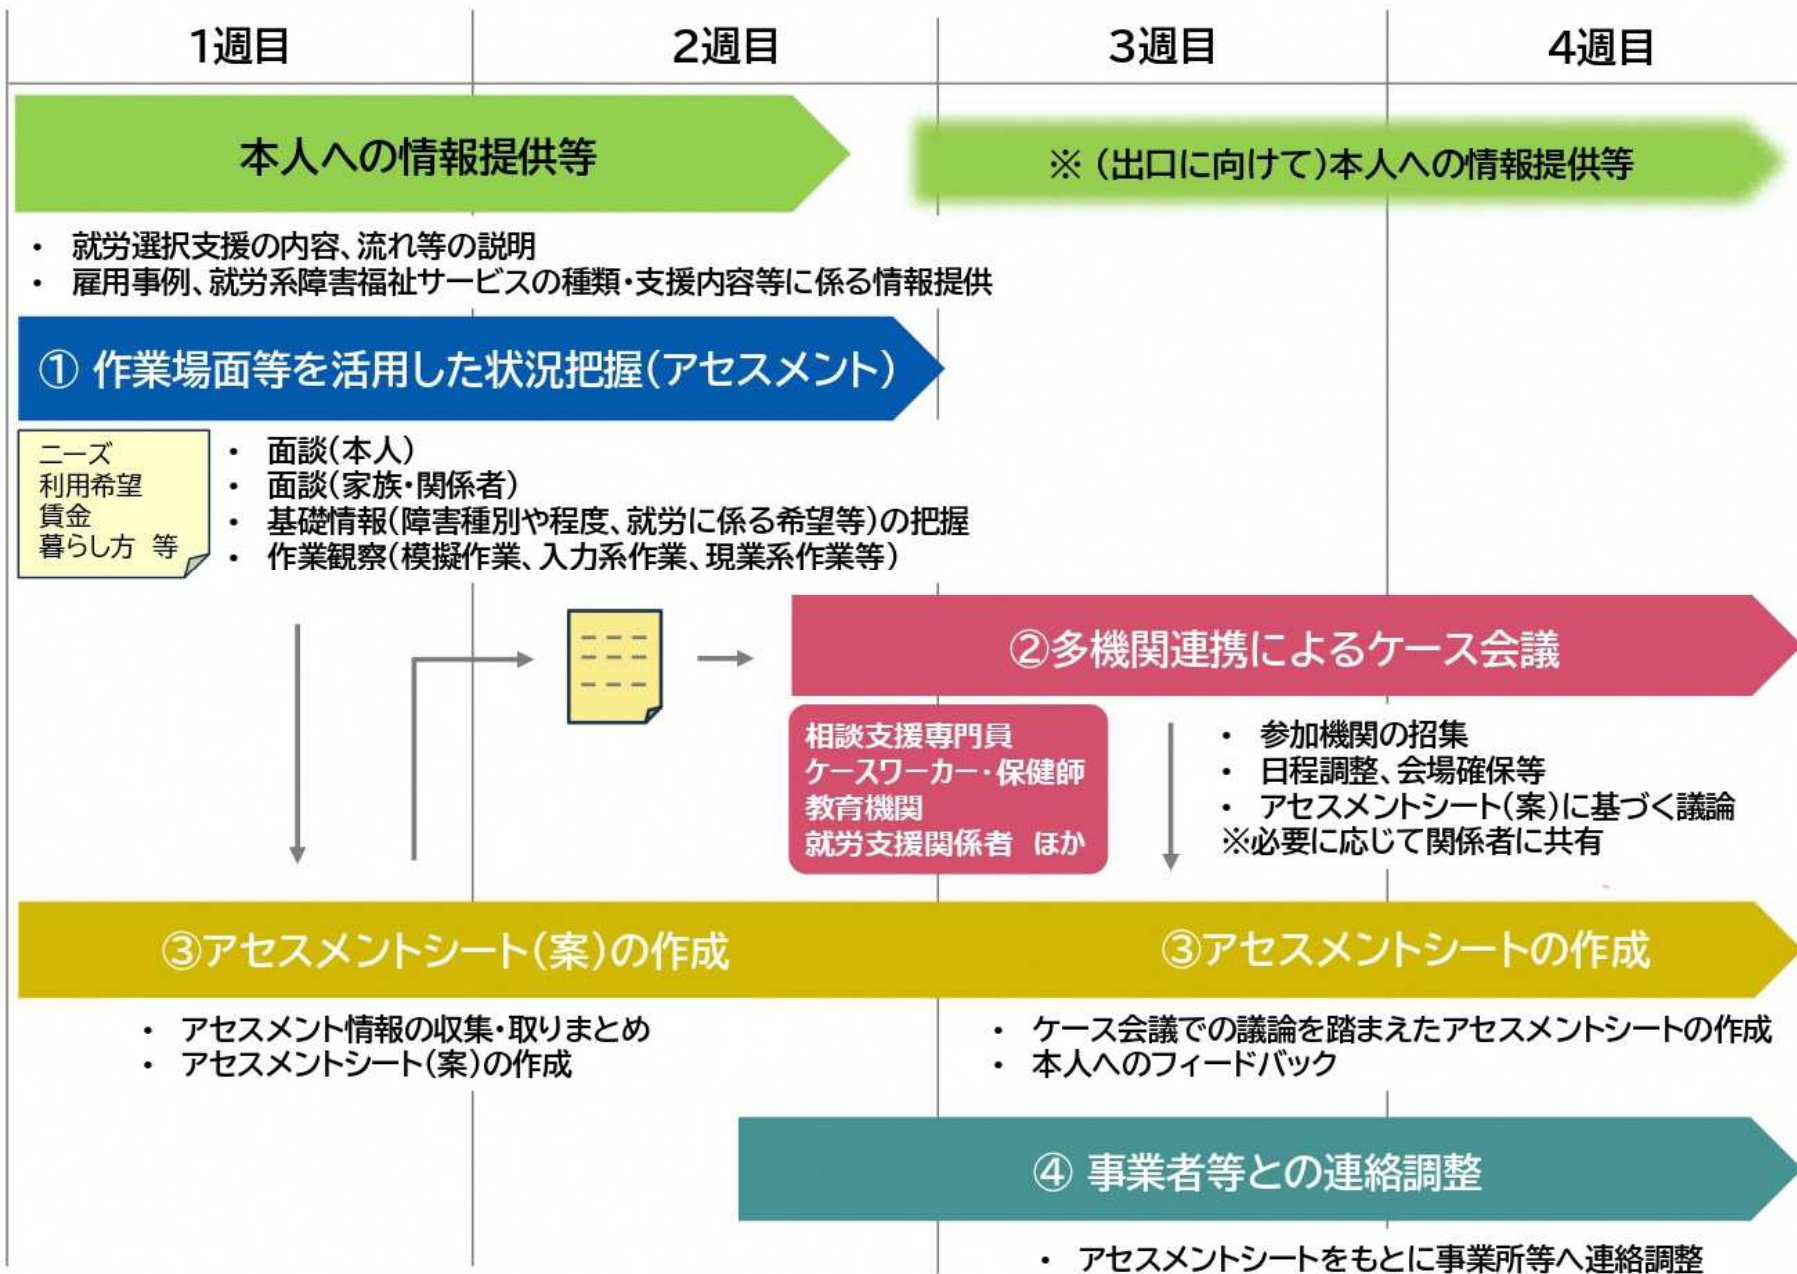 1週目
2週目
3週目
4週目
本人への情報提供等
※（出口に向けて）本人への情報提供等
・ 就労選択支援の内容、流れ等の説明
・ 雇用事例、就労系障害福祉サービスの種類・支援内容等に係る情報提供
① 作業場面等を活用した状況把握（アセスメント）
ニーズ
利用希望
賃金
暮らし方 等
・ 面談（本人）
・ 面談（家族・関係者）
・ 基礎情報（障害種別や程度、就労に係る希望等）の把握
・ 作業観察（模擬作業、入力系作業、現業系作業等）
②多機関連携によるケース会議
相談支援専門員
ケースワーカー・保健師
教育機関
就労支援関係者 ほか
・ 参加機関の招集
・ 日程調整、会場確保等
・ アセスメントシート（案）に基づく議論
※必要に応じて関係者に共有
③アセスメントシート（案）の作成
③アセスメントシートの作成
・ アセスメント情報の収集・取りまとめ
・ アセスメントシート（案）の作成
・ ケース会議での議論を踏まえたアセスメントシートの作成
・ 本人へのフィードバック
④ 事業者等との連絡調整
・ アセスメントシートをもとに事業所等へ連絡調整